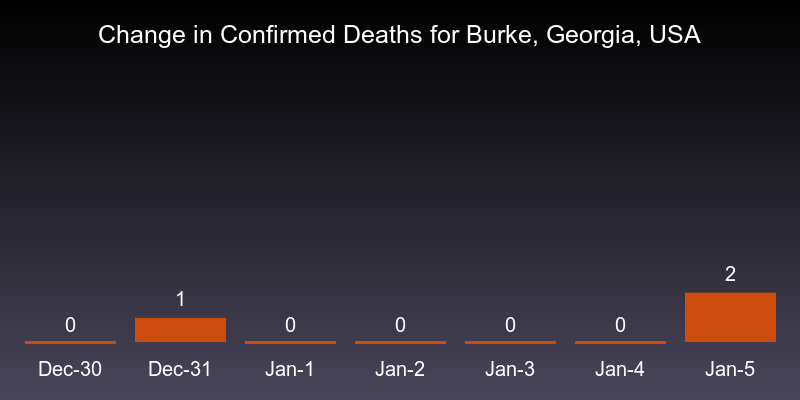 Change in Confirmed Deaths for Burke, Georgia, USA
0 1 0 0 0 0 2
Dec-30 Dec-31 Jan-1 Jan-2 Jan-3 Jan-4 Jan-5